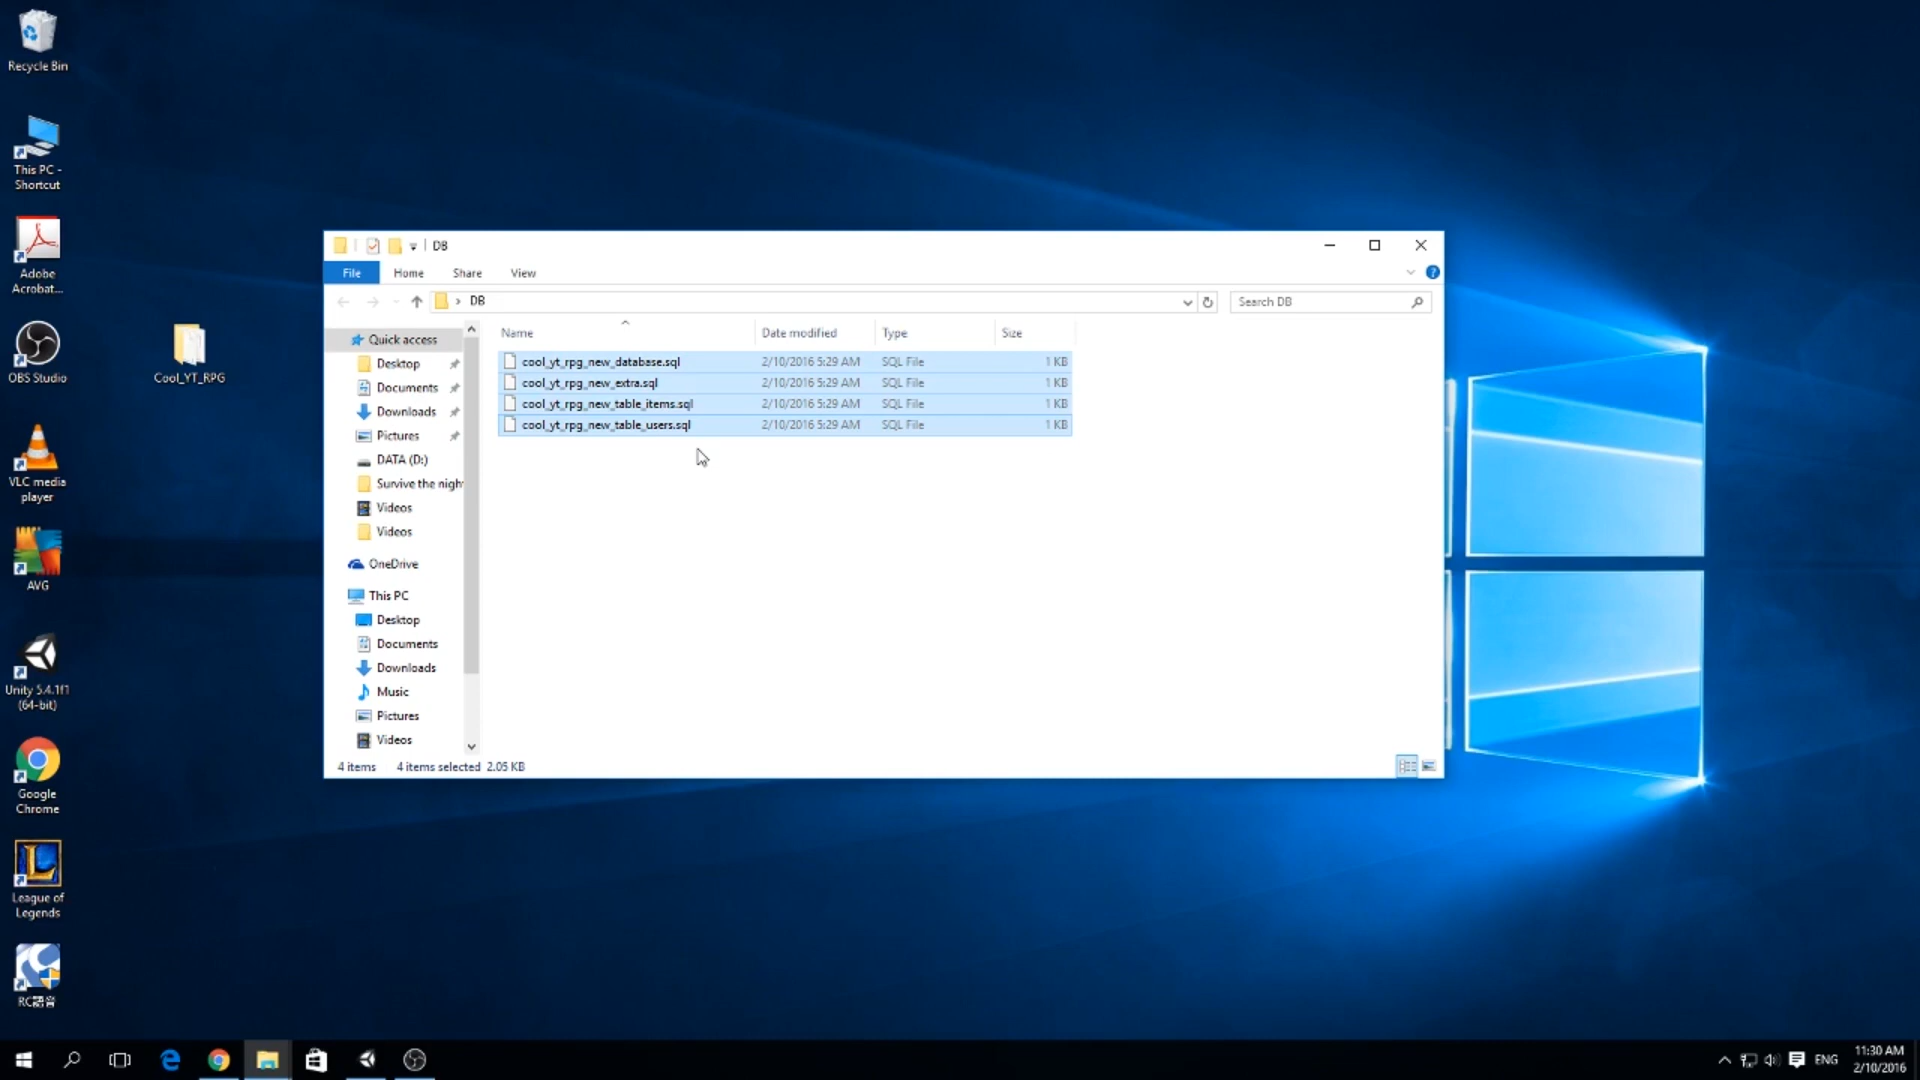 Recycle Bin
This PC -
Shortcut
Adobe
Acrobat...
OBS Studio
VLC media
player
AVG
Unity 5.4.1f1
(64-bit)
Google
Chrome
League of
Legends
RC語音
Cool_YT_RPG
DB
File Home Share View
DB
Search DB
Quick access
Desktop
Documents
Downloads
Pictures
DATA (D:)
Survive the nigh
Videos
Videos
OneDrive
This PC
Desktop
Documents
Downloads
Music
Pictures
Videos
Name Date modified Type Size
cool_yt_rpg_new_database.sql 2/10/2016 5:29 AM SQL File 1 KB
cool_yt_rpg_new_extra.sql 2/10/2016 5:29 AM SQL File 1 KB
cool_yt_rpg_new_table_items.sql 2/10/2016 5:29 AM SQL File 1 KB
cool_yt_rpg_new_table_users.sql 2/10/2016 5:29 AM SQL File 1 KB
4 items 4 items selected 2.05 KB
ENG
11:30 AM
2/10/2016